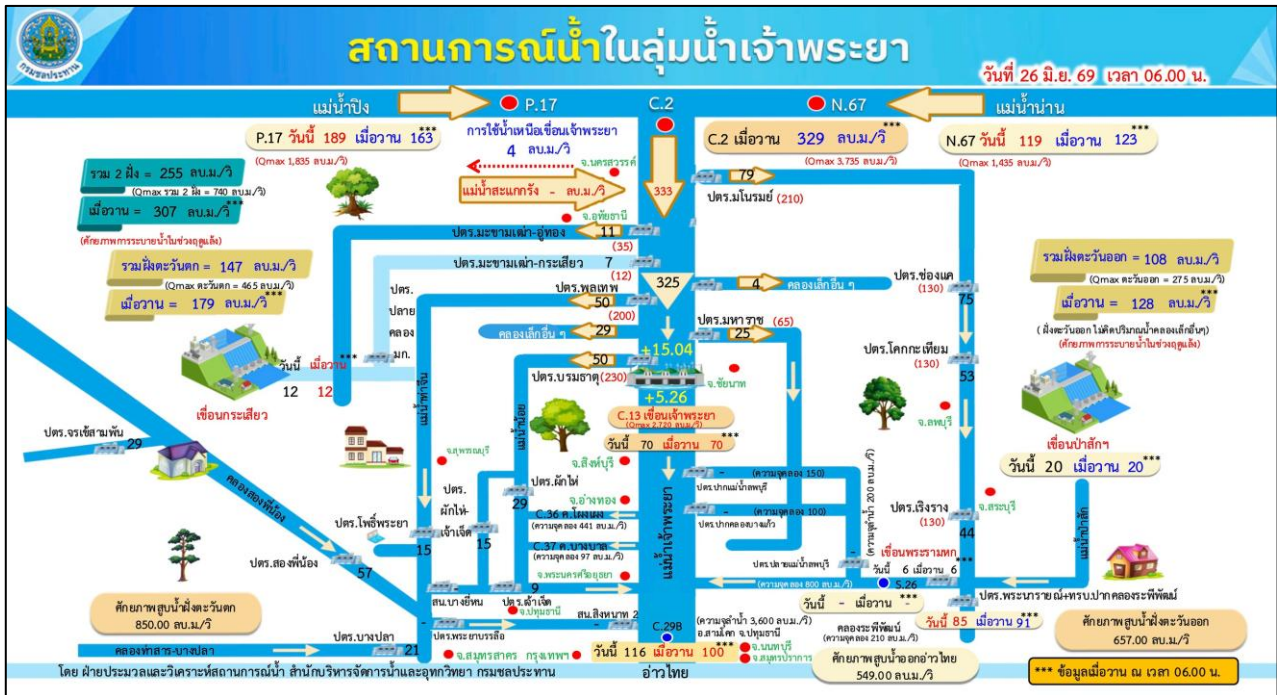 กรมชลประทาน
สถานการณ์น้ำในลุ่มน้ำเจ้าพระยา
วันที่ 26 มิ.ย. 69 เวลา 06.00 น.
แม่น้ำปิง
P.17
C.2
N.67
แม่น้ำน่าน
P.17 วันนี้ 189 เมื่อวาน 163***
(Qmax 1,835 ลบ.ม./วิ)
การใช้น้ำเหนือเขื่อนเจ้าพระยา
4 ลบ.ม./วิ
จ.นครสวรรค์
C.2 เมื่อวาน 329 ลบ.ม./วิ***
(Qmax 3,735 ลบ.ม./วิ)
N.67 วันนี้ 119 เมื่อวาน 123***
(Qmax 1,435 ลบ.ม./วิ)
รวม 2 ฝั่ง = 255 ลบ.ม./วิ
(Qmax รวม 2 ฝั่ง = 740 ลบ.ม./วิ)
เมื่อวาน = 307 ลบ.ม./วิ***
(ศักยภาพการระบายน้ำในช่วงฤดูแล้ง)
แม่น้ำสะแกกรัง - ลบ.ม./วิ
333
79
ปตร.มโนรมย์ (210)
จ.อุทัยธานี
ปตร.มะขามเฒ่า-อู่ทอง
11
(35)
รวมฝั่งตะวันตก = 147 ลบ.ม./วิ
(Qmax ตะวันตก = 465 ลบ.ม./วิ)
เมื่อวาน = 179 ลบ.ม./วิ***
ปตร.มะขามเฒ่า-กระเสียว
7
(12)
รวมฝั่งตะวันออก = 108 ลบ.ม./วิ
(Qmax ตะวันออก = 275 ลบ.ม./วิ)
เมื่อวาน = 128 ลบ.ม./วิ***
( ฝั่งตะวันออก ไม่คิดปริมาณน้ำคลองเล็กอื่นๆ)
(ศักยภาพการระบายน้ำในช่วงฤดูแล้ง)
ปตร.
ปลาย
คลอง
มก.
ปตร.พลเทพ
50
(200)
325
4
คลองเล็กอื่น ๆ
ปตร.ช่องแค
(130)
75
คลองเล็กอื่น ๆ
29
ปตร.มหาราช (65)
25
+15.04
50
ปตร.บรมธาตุ (230)
จ.ชัยนาท
+5.26
ปตร.โคกกะเทียม
(130)
53
วันนี้ เมื่อวาน***
12 12
เขื่อนกระเสียว
แม่น้ำท่าจีน
แม่น้ำน้อย
C.13 เขื่อนเจ้าพระยา
(Qmax 2,720 ลบ.ม./วิ)
วันนี้ 70 เมื่อวาน 70***
จ.ลพบุรี
เขื่อนป่าสักฯ
วันนี้ 20 เมื่อวาน 20***
ปตร.จรเข้สามพัน
29
จ.สุพรรณบุรี
จ.สิงห์บุรี
คลองสองพี่น้อง
ปตร.
ผักไห่-
เจ้าเจ็ด
15
ปตร.ผักไห่
29
จ.อ่างทอง
- (ความจุคลอง 150)
ปตร.ปากแม่น้ำลพบุรี
- (ความจุคลอง 100)
ปตร.ปากคลองบางแก้ว
(ความจุลำน้ำ 200 ลบ.ม./วิ)
จ.สระบุรี
ปตร.เริงราง
(130)
44
แม่น้ำป่าสัก
ปตร.โพธิ์พระยา
15
C.36 ค.โผงเผง
(ความจุคลอง 441 ลบ.ม./วิ)
C.37 ค.บางบาล
(ความจุคลอง 97 ลบ.ม./วิ)
แม่น้ำเจ้าพระยา
ปตร.ปลายแม่น้ำลพบุรี
-
เขื่อนพระรามหก
วันนี้ 6 เมื่อวาน 6***
ปตร.สองพี่น้อง
57
จ.พระนครศรีอยุธยา
(ความจุคลอง 800 ลบ.ม./วิ)
S.26
สน.บางยี่หน
9
ปตร.เจ้าเจ็ด
วันนี้ - เมื่อวาน -***
ปตร.พระนารายณ์+ทรบ.ปากคลองระพีพัฒน์
วันนี้ 85 เมื่อวาน 91***
ศักยภาพสูบน้ำฝั่งตะวันตก
850.00 ลบ.ม./วิ
จ.ปทุมธานี
-
ปตร.พระยาบรรลือ
สน.สิงหนาท 2
-
C.29B
(ความจุลำน้ำ 3,600 ลบ.ม./วิ)
อ.สามโคก จ.ปทุมธานี
คลองระพีพัฒน์
(ความจุคลอง 210 ลบ.ม./วิ)
ศักยภาพสูบน้ำฝั่งตะวันออก
657.00 ลบ.ม./วิ
คลองท่าสาร-บางปลา
ปตร.บางปลา
21
จ.สมุทรสาคร
กรุงเทพฯ
วันนี้ 116 เมื่อวาน 100***
จ.นนทบุรี
จ.สมุทรปราการ
ศักยภาพสูบน้ำออกอ่าวไทย
549.00 ลบ.ม./วิ
*** ข้อมูลเมื่อวาน ณ เวลา 06.00 น.
โดย ฝ่ายประมวลและวิเคราะห์สถานการณ์น้ำ สำนักบริหารจัดการน้ำและอุทกวิทยา กรมชลประทาน
อ่าวไทย